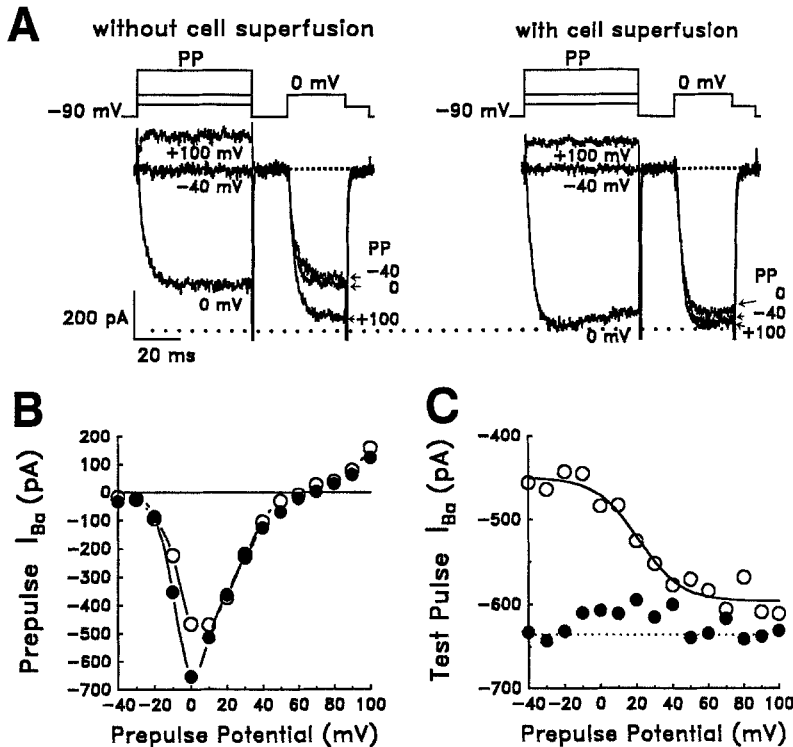 A
without cell superfusion
with cell superfusion
PP
0 mV
−90 mV
+100 mV
−40 mV
0 mV
PP
−40
0
+100
200 pA
20 ms
PP
0 mV
−90 mV
+100 mV
−40 mV
0 mV
PP
0
−40
+100
B
Prepulse I_Ba (pA)
200
100
0
−100
−200
−300
−400
−500
−600
−700
−40 −20 0 20 40 60 80 100
Prepulse Potential (mV)
C
Test Pulse I_Ba (pA)
−400
−500
−600
−700
−40 −20 0 20 40 60 80 100
Prepulse Potential (mV)